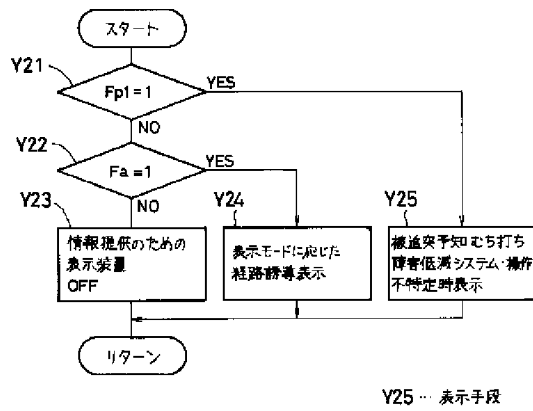 スタート
Y21
Fp1=1
YES
NO
Y22
Fa=1
YES
NO
Y23
情報提供のための
表示装置
OFF
Y24
表示モードに応じた
経路誘導表示
Y25
被追突予知むち打ち
障害低減システム・操作
不特定時表示
リターン
Y25… 表示手段